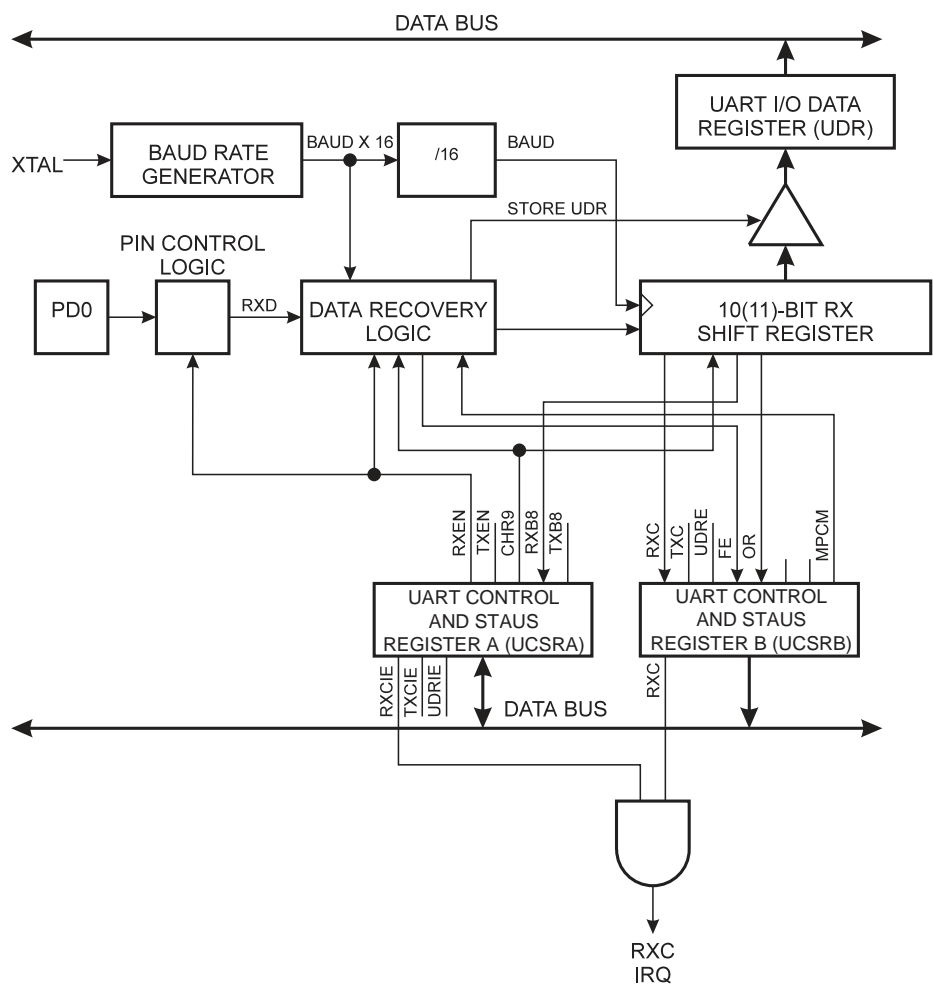 DATA BUS
UART I/O DATA
REGISTER (UDR)
XTAL
BAUD RATE
GENERATOR
BAUD X 16
/16
BAUD
STORE UDR
PIN CONTROL
LOGIC
PD0
RXD
DATA RECOVERY
LOGIC
10(11)-BIT RX
SHIFT REGISTER
RXEN
TXEN
CHR9
RXB8
TXB8
RXC
TXC
UDRE
FE
OR
MPCM
UART CONTROL
AND STAUS
REGISTER A (UCSRA)
UART CONTROL
AND STAUS
REGISTER B (UCSRB)
RXCIE
TXCIE
UDRIE
RXC
DATA BUS
RXC
IRQ